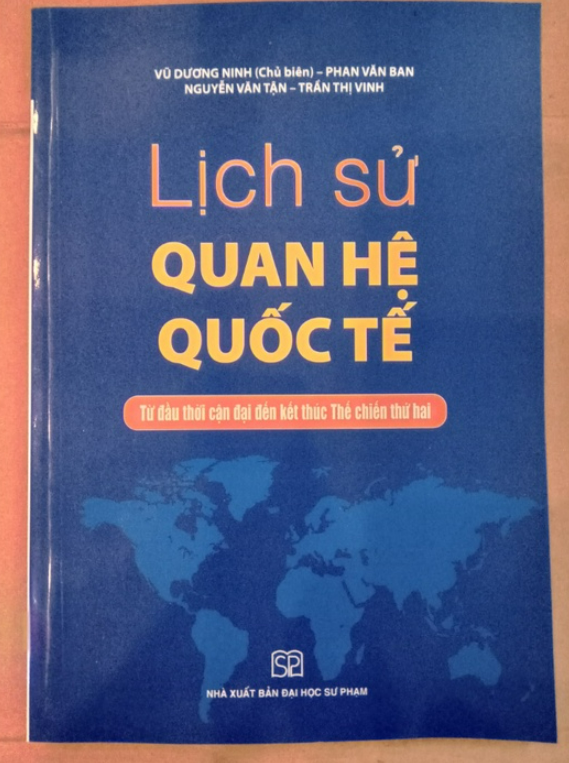 VŨ DƯƠNG NINH (Chủ biên) – PHAN VĂN BAN
NGUYỄN VĂN TẬN – TRẦN THỊ VINH
Lịch sử
QUAN HỆ
QUỐC TẾ
Từ đầu thời cận đại đến kết thúc Thế chiến thứ hai
SP
NHÀ XUẤT BẢN ĐẠI HỌC SƯ PHẠM